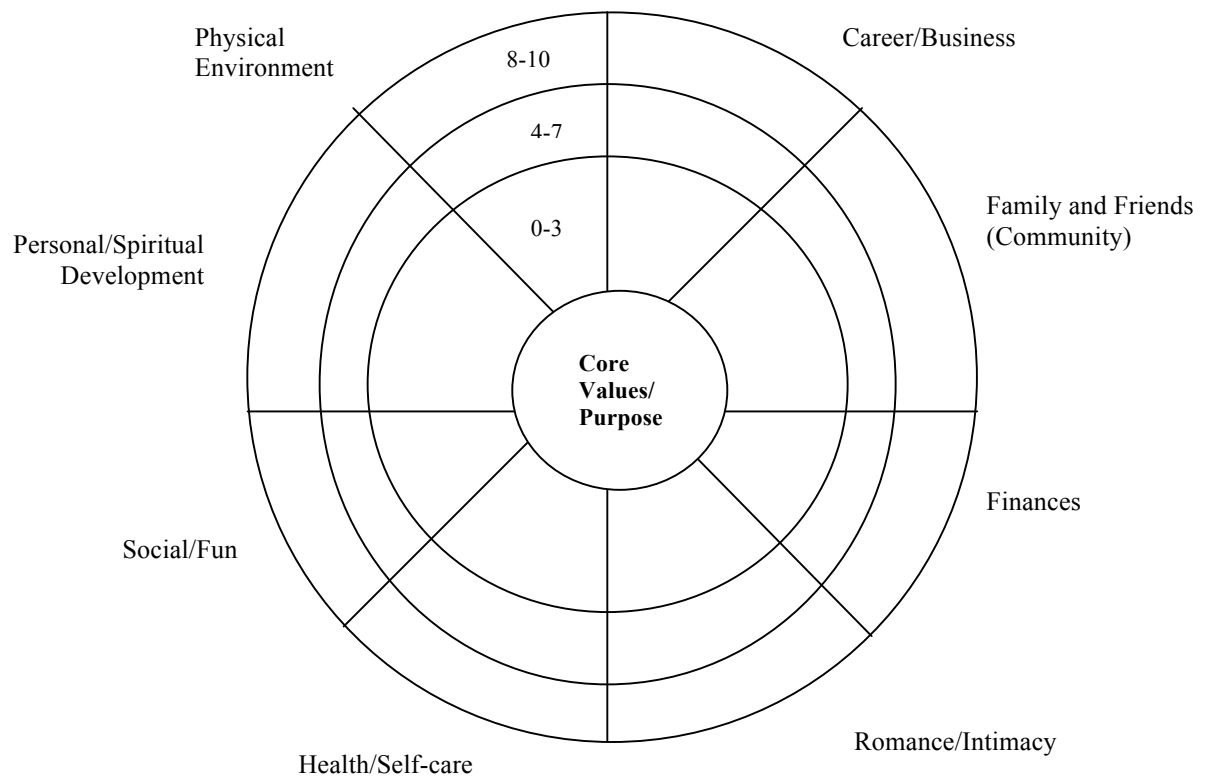 Physical
Environment
8-10
Career/Business
4-7
Family and Friends
(Community)
0-3
Personal/Spiritual
Development
Core
Values/
Purpose
Finances
Social/Fun
Romance/Intimacy
Health/Self-care